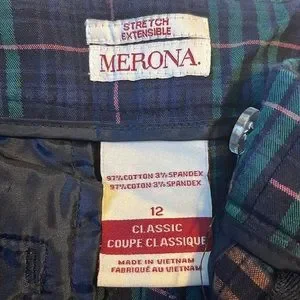 STRETCH
EXTENSIBLE
MERONA.
97% COTTON 3% SPANDEX
97% COTON 3% SPANDEX
12
CLASSIC
COUPE CLASSIQUE
MADE IN VIETNAM
FABRIQUÉ AU VIETNAM